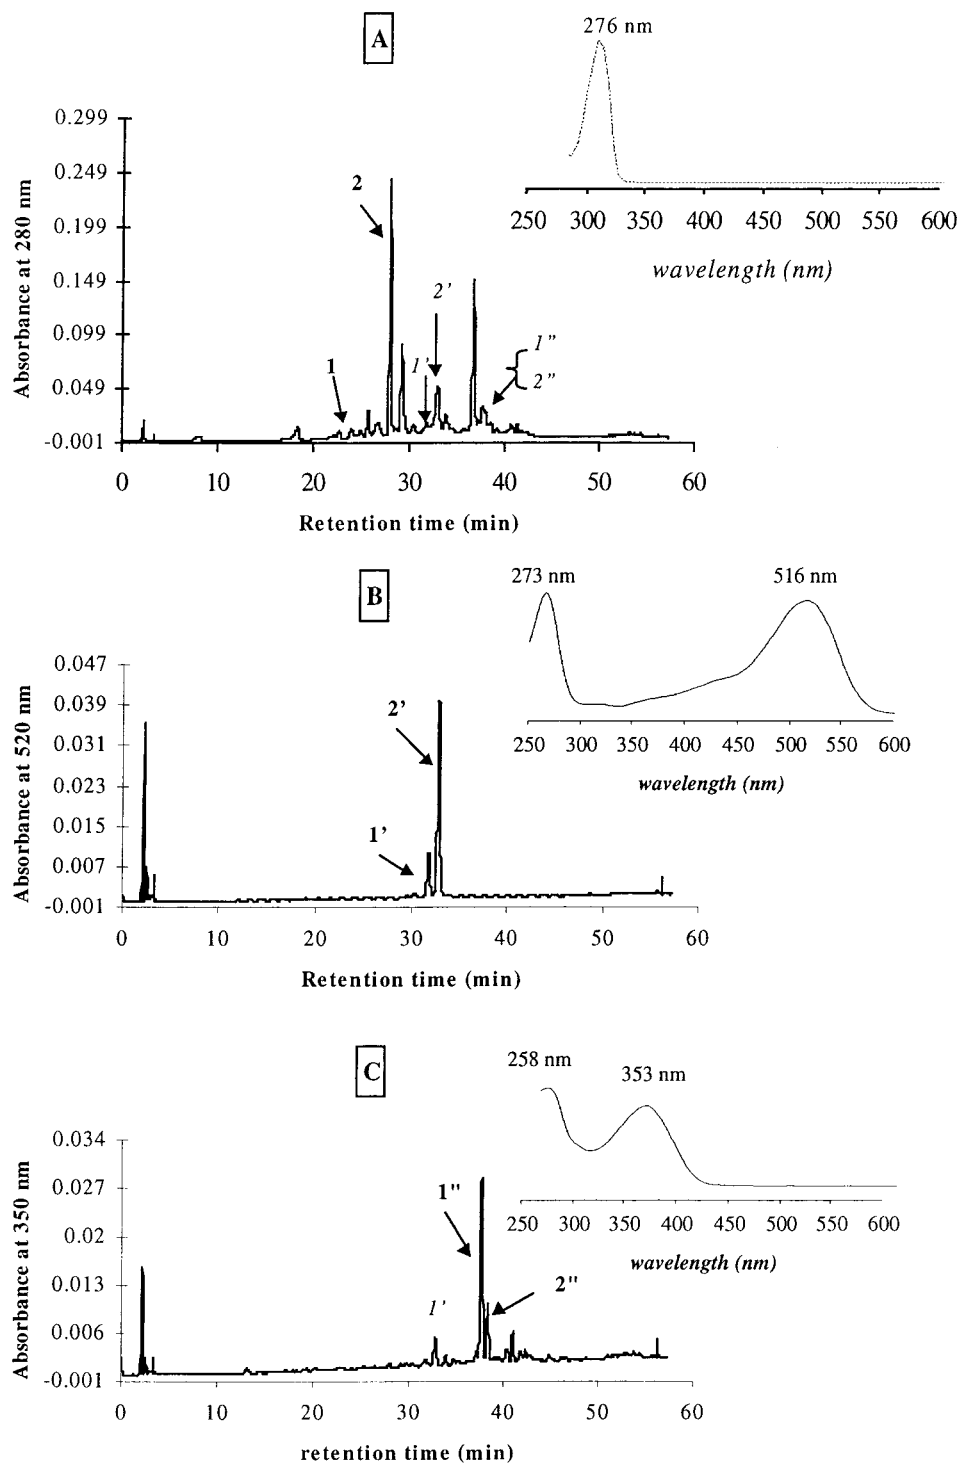 A
276 nm
Absorbance at 280 nm
0.299
0.249
0.199
0.149
0.099
0.049
-0.001
2
2’
1
1’
1”
2”
0 10 20 30 40 50 60
Retention time (min)
250 300 350 400 450 500 550 600
wavelength (nm)
B
273 nm
516 nm
Absorbance at 520 nm
0.047
0.039
0.031
0.023
0.015
0.007
-0.001
2’
1’
0 10 20 30 40 50 60
Retention time (min)
250 300 350 400 450 500 550 600
wavelength (nm)
C
258 nm
353 nm
Absorbance at 350 nm
0.034
0.027
0.02
0.013
0.006
-0.001
1"
1’
2"
0 10 20 30 40 50 60
retention time (min)
250 300 350 400 450 500 550 600
wavelength (nm)